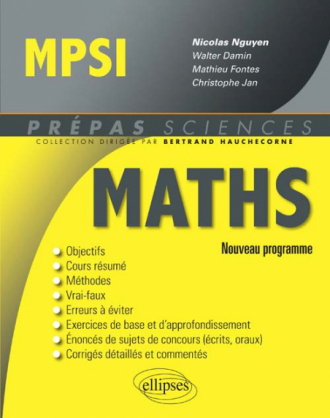 MPSI
Nicolas Nguyen
Walter Damin
Mathieu Fontes
Christophe Jan
PRÉPAS SCIENCES
COLLECTION DIRIGÉE PAR BERTRAND HAUCHECORNE
MATHS
Nouveau programme
Objectifs
Cours résumé
Méthodes
Vrai-faux
Erreurs à éviter
Exercices de base et d'approfondissement
Énoncés de sujets de concours (écrits, oraux)
Corrigés détaillés et commentés
ellipses